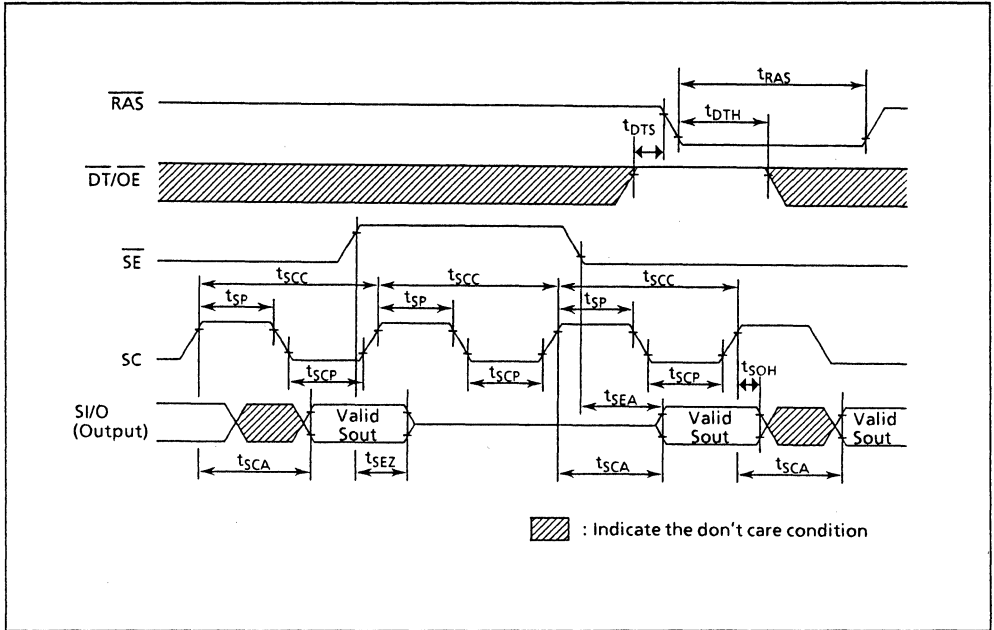 tRAS
RAS
tDTS
tDTH
DT/OE
SE
tSCC tSCC tSCC
tSP tSP tSP
SC
tSCP tSCP tSCP
tSOH
tSEA
SI/O
(Output)
Valid
Sout
Valid
Sout
Valid
Sout
tSCA tSEZ tSCA tSCA
: Indicate the don't care condition